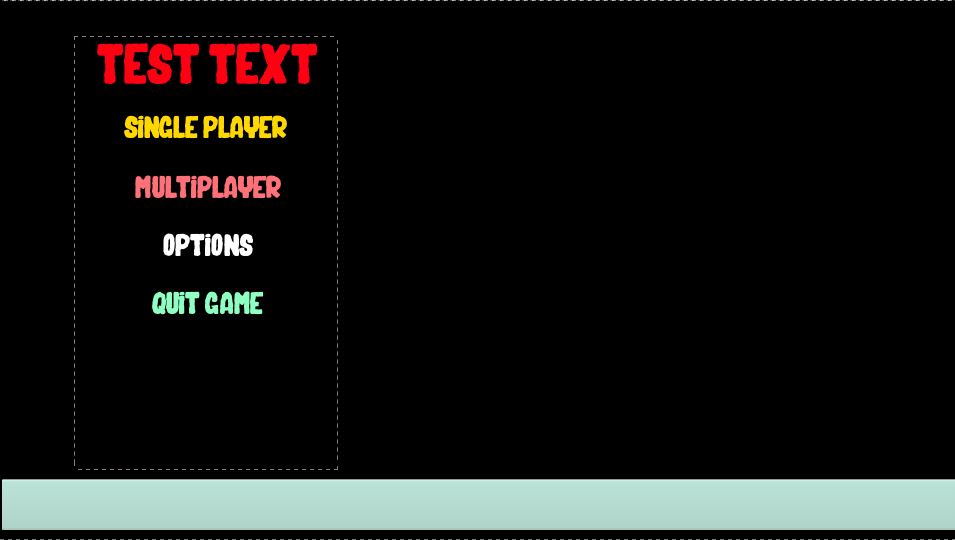 TEST TEXT
SiNGLE PLAYER
MULTiPLAYER
OPTiONS
QUiT GAME